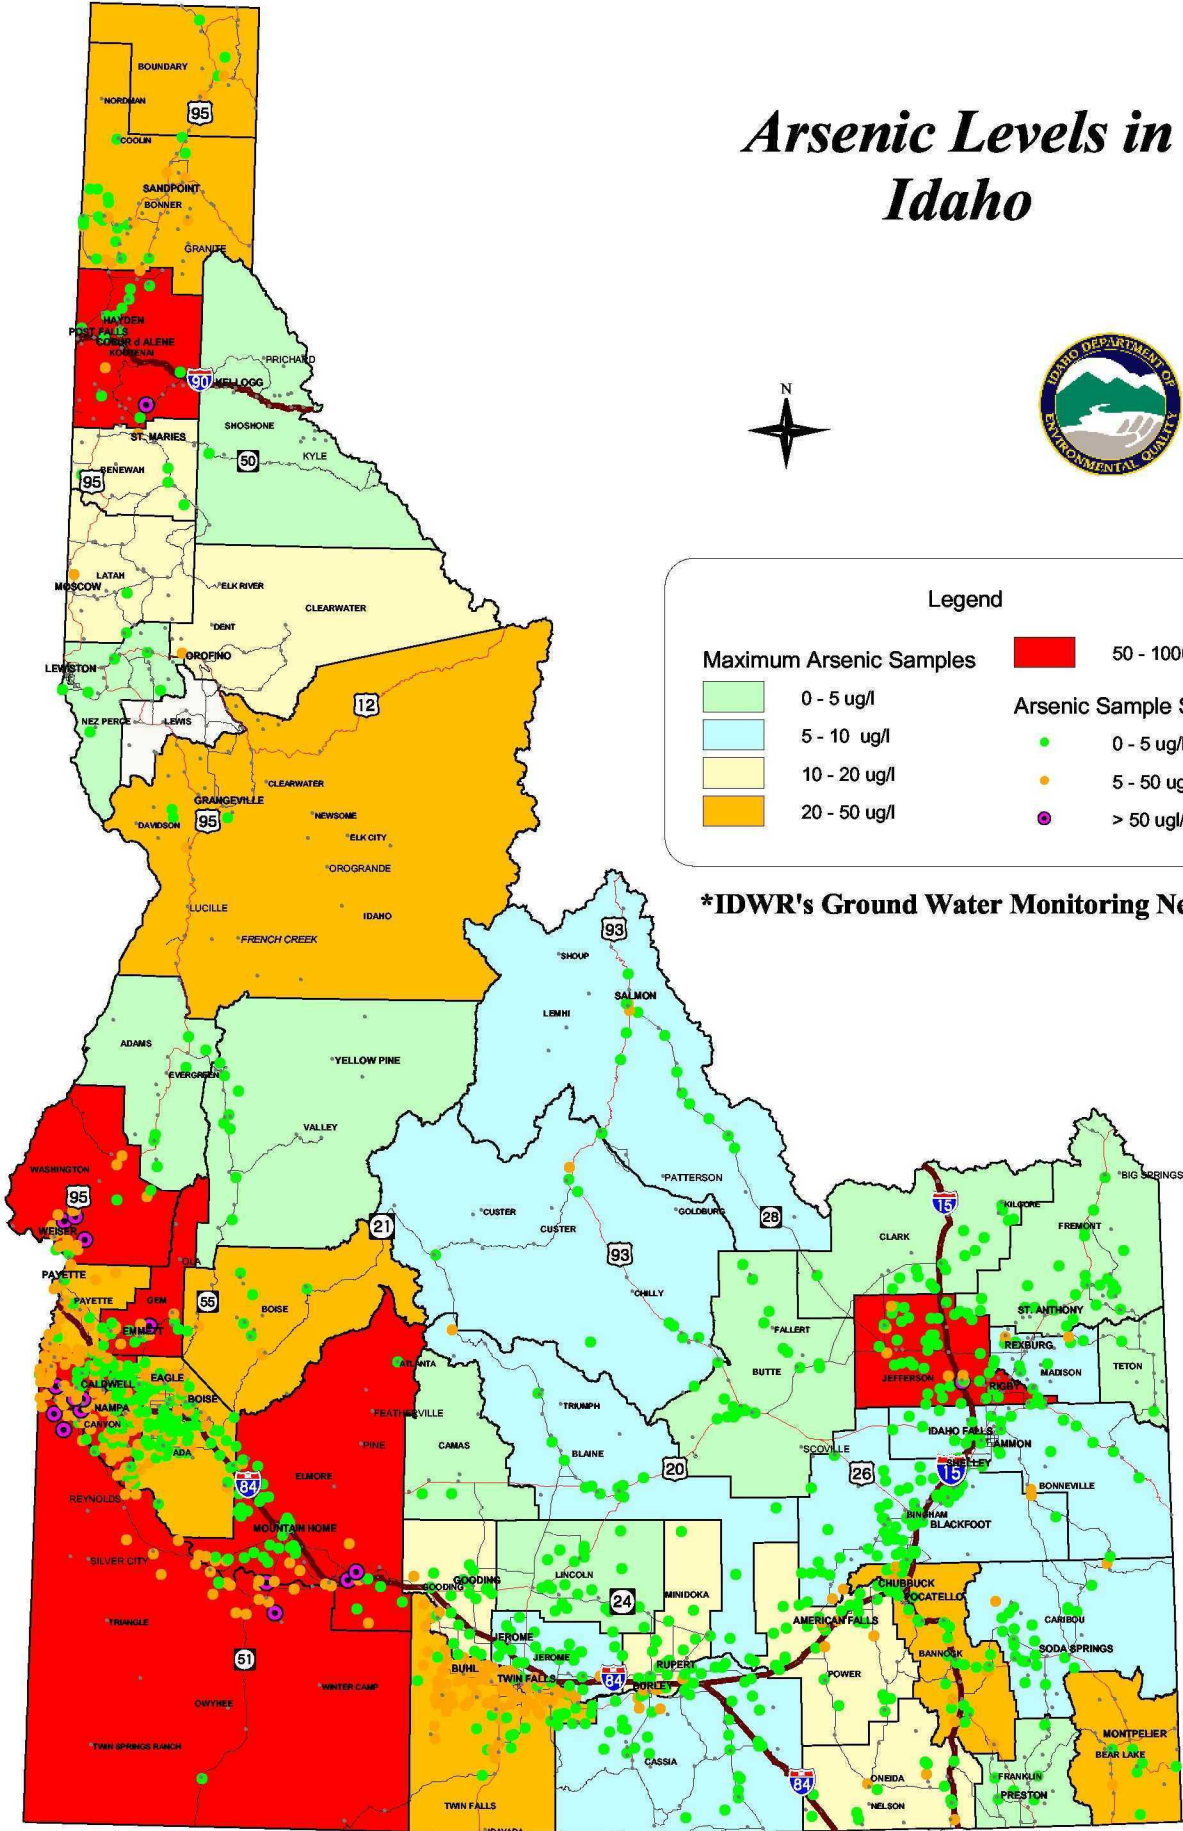 Arsenic Levels in
Idaho
IDAHO DEPARTMENT OF
ENVIRONMENTAL QUALITY
N
Legend
Maximum Arsenic Samples
0 - 5 ug/l
5 - 10 ug/l
10 - 20 ug/l
20 - 50 ug/l
50 - 100
Arsenic Sample S
0 - 5 ug/l
5 - 50 ug
> 50 ugl/
*IDWR's Ground Water Monitoring Ne
BOUNDARY
NORDMAN
95
COOLIN
SANDPOINT
BONNER
GRANITE
HAYDEN
POST FALLS
COEUR d ALENE
KOOTENAI
PRICHARD
90
KELLOGG
SHOSHONE
ST. MARIES
KYLE
50
BENEWAH
95
LATAH
MOSCOW
ELK RIVER
CLEARWATER
DENT
OROFINO
LEWISTON
12
NEZ PERCE
LEWIS
CLEARWATER
GRANGEVILLE
NEWSOME
DAVIDSON
95
ELK CITY
OROGRANDE
LUCILLE
IDAHO
FRENCH CREEK
93
SHOUP
SALMON
LEMHI
ADAMS
YELLOW PINE
EVERGREEN
VALLEY
WASHINGTON
PATTERSON
BIG SPRINGS
95
WEISER
21
CUSTER
GOLDBURG
28
15
KILGORE
CUSTER
CLARK
FREMONT
93
OLA
PAYETTE
PAYETTE
GEM
55
BOISE
CHILLY
ST. ANTHONY
EMMETT
FALLERT
REXBURG
ATLANTA
BUTTE
MADISON
TETON
JEFFERSON
RIGBY
CALDWELL
EAGLE
BOISE
NAMPA
TRIUMPH
CANYON
FEATHERVILLE
IDAHO FALLS
PINE
CAMAS
BLAINE
SCOVILLE
AMMON
ADA
20
26
SHELLEY
15
84
ELMORE
BONNEVILLE
REYNOLDS
BINGHAM
BLACKFOOT
MOUNTAIN HOME
SILVER CITY
GOODING
GOODING
LINCOLN
24
MINIDOKA
CHUBBUCK
POCATELLO
TRIANGLE
AMERICAN FALLS
CARIBOU
51
JEROME
JEROME
SODA SPRINGS
BUHL
TWIN FALLS
84
RUPERT
BURLEY
POWER
BANNOCK
WINTER CAMP
OWYHEE
MONTPELIER
TWIN SPRINGS RANCH
BEAR LAKE
CASSIA
84
ONEIDA
FRANKLIN
PRESTON
TWIN FALLS
NELSON